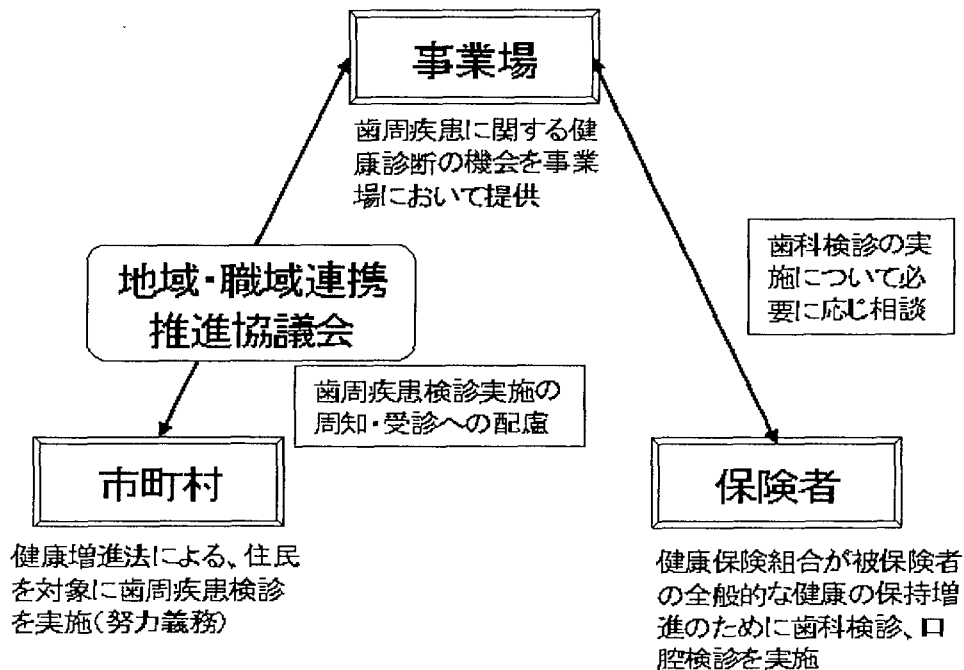 事業場
歯周疾患に関する健
康診断の機会を事業
場において提供
地域・職域連携
推進協議会
歯科検診の実
施について必
要に応じ相談
歯周疾患検診実施の
周知・受診への配慮
市町村
保険者
健康増進法による、住民
を対象に歯周疾患検診
を実施(努力義務)
健康保険組合が被保険者
の全般的な健康の保持増
進のために歯科検診、口
腔検診を実施